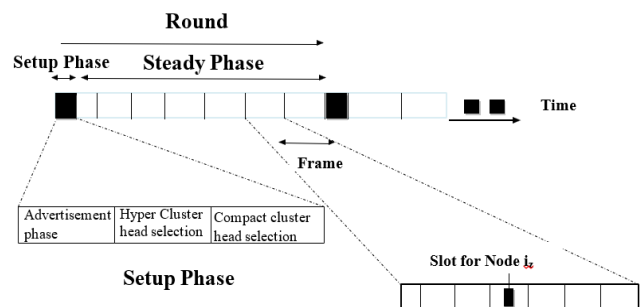 Round
Setup Phase
Steady Phase
Time
Frame
Advertisement phase
Hyper Cluster head selection
Compact cluster head selection
Setup Phase
Slot for Node iz